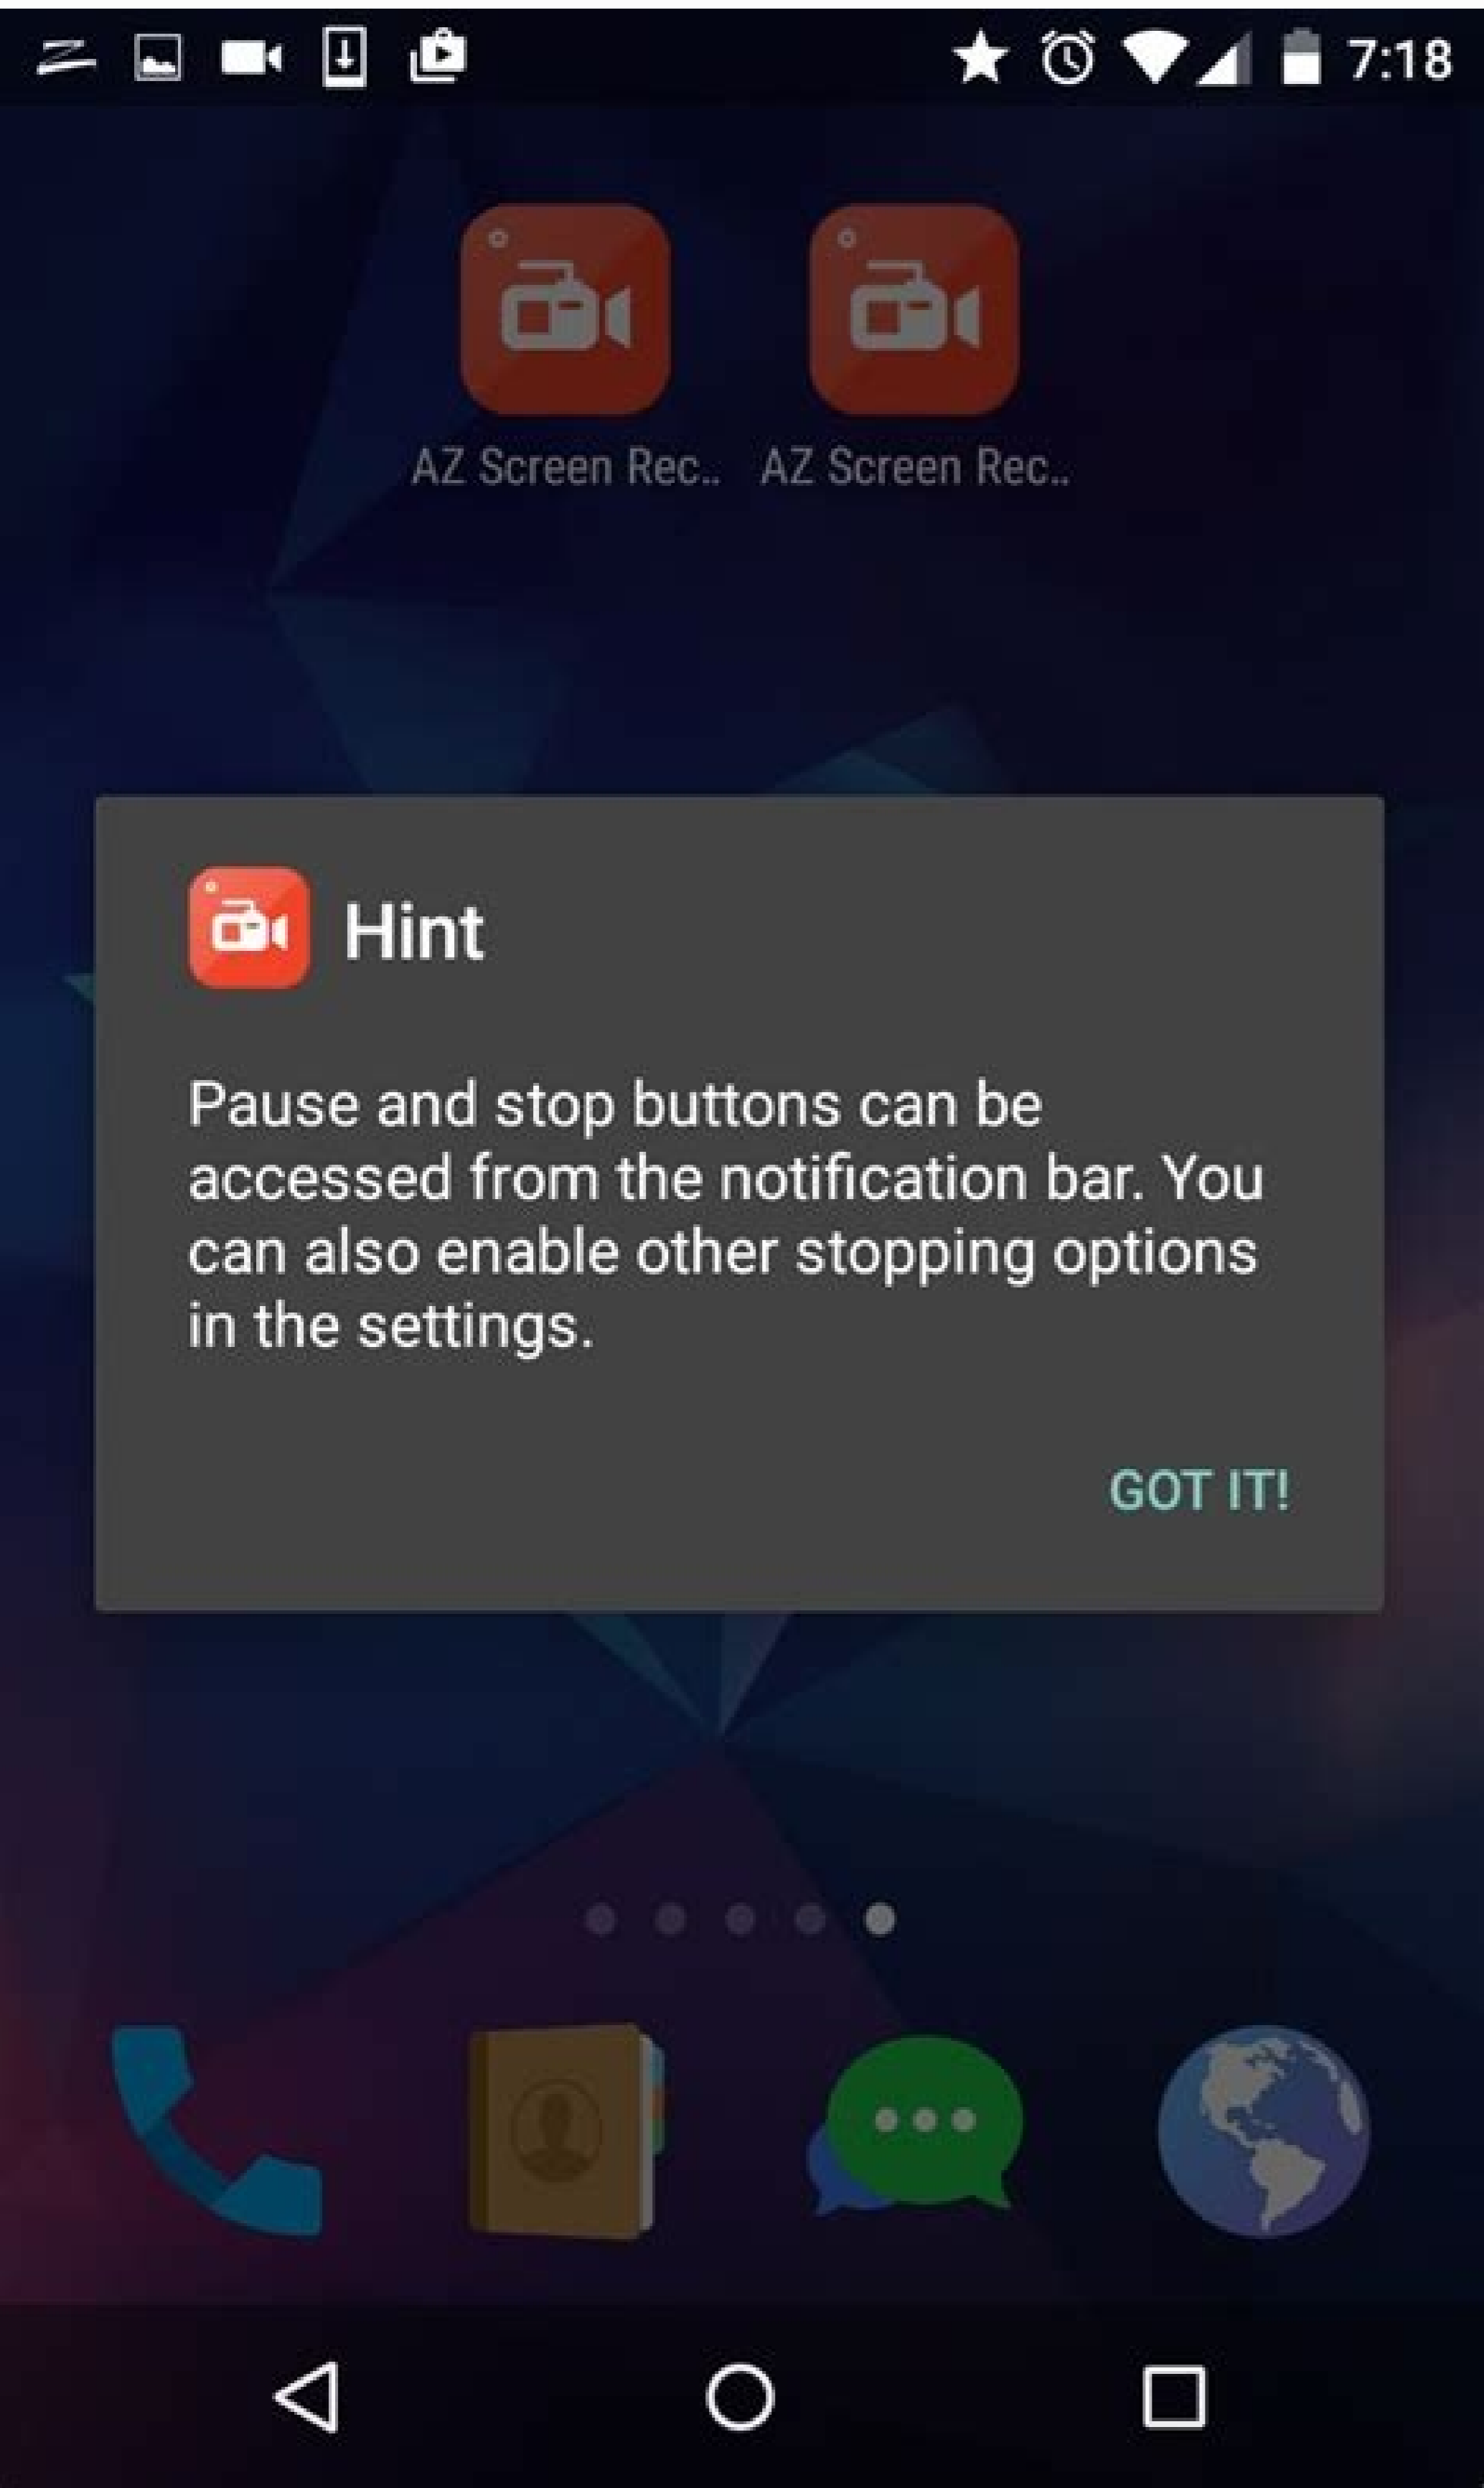 7:18
AZ Screen Rec.. AZ Screen Rec..
Hint
Pause and stop buttons can be
accessed from the notification bar. You
can also enable other stopping options
in the settings.
GOT IT!